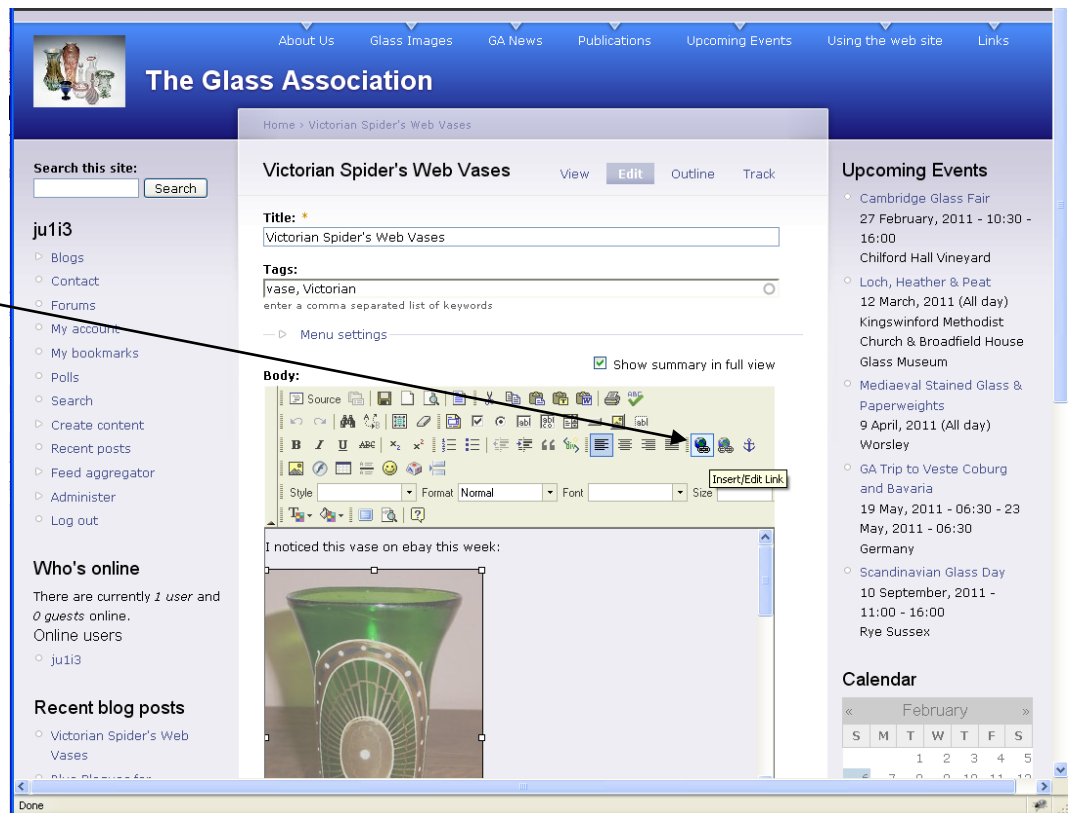 About Us Glass Images GA News Publications Upcoming Events Using the web site Links
The Glass Association
Home › Victorian Spider's Web Vases
Search this site:
Search
ju1i3
Blogs
Contact
Forums
My account
My bookmarks
Polls
Search
Create content
Recent posts
Feed aggregator
Administer
Log out
Who's online
There are currently 1 user and
0 guests online.
Online users
ju1i3
Recent blog posts
Victorian Spider's Web
Vases
Victorian Spider's Web Vases View Edit Outline Track
Title: *
Victorian Spider's Web Vases
Tags:
vase, Victorian
enter a comma separated list of keywords
Menu settings
Show summary in full view
Body:
Source
B I U ABC x₂ x²
Insert/Edit Link
Style Format Normal Font Size
I noticed this vase on ebay this week:
Upcoming Events
Cambridge Glass Fair
27 February, 2011 - 10:30 -
16:00
Chilford Hall Vineyard
Loch, Heather & Peat
12 March, 2011 (All day)
Kingswinford Methodist
Church & Broadfield House
Glass Museum
Mediaeval Stained Glass &
Paperweights
9 April, 2011 (All day)
Worsley
GA Trip to Veste Coburg
and Bavaria
19 May, 2011 - 06:30 - 23
May, 2011 - 06:30
Germany
Scandinavian Glass Day
10 September, 2011 -
11:00 - 16:00
Rye Sussex
Calendar
« February »
S M T W T F S
1 2 3 4 5
Done